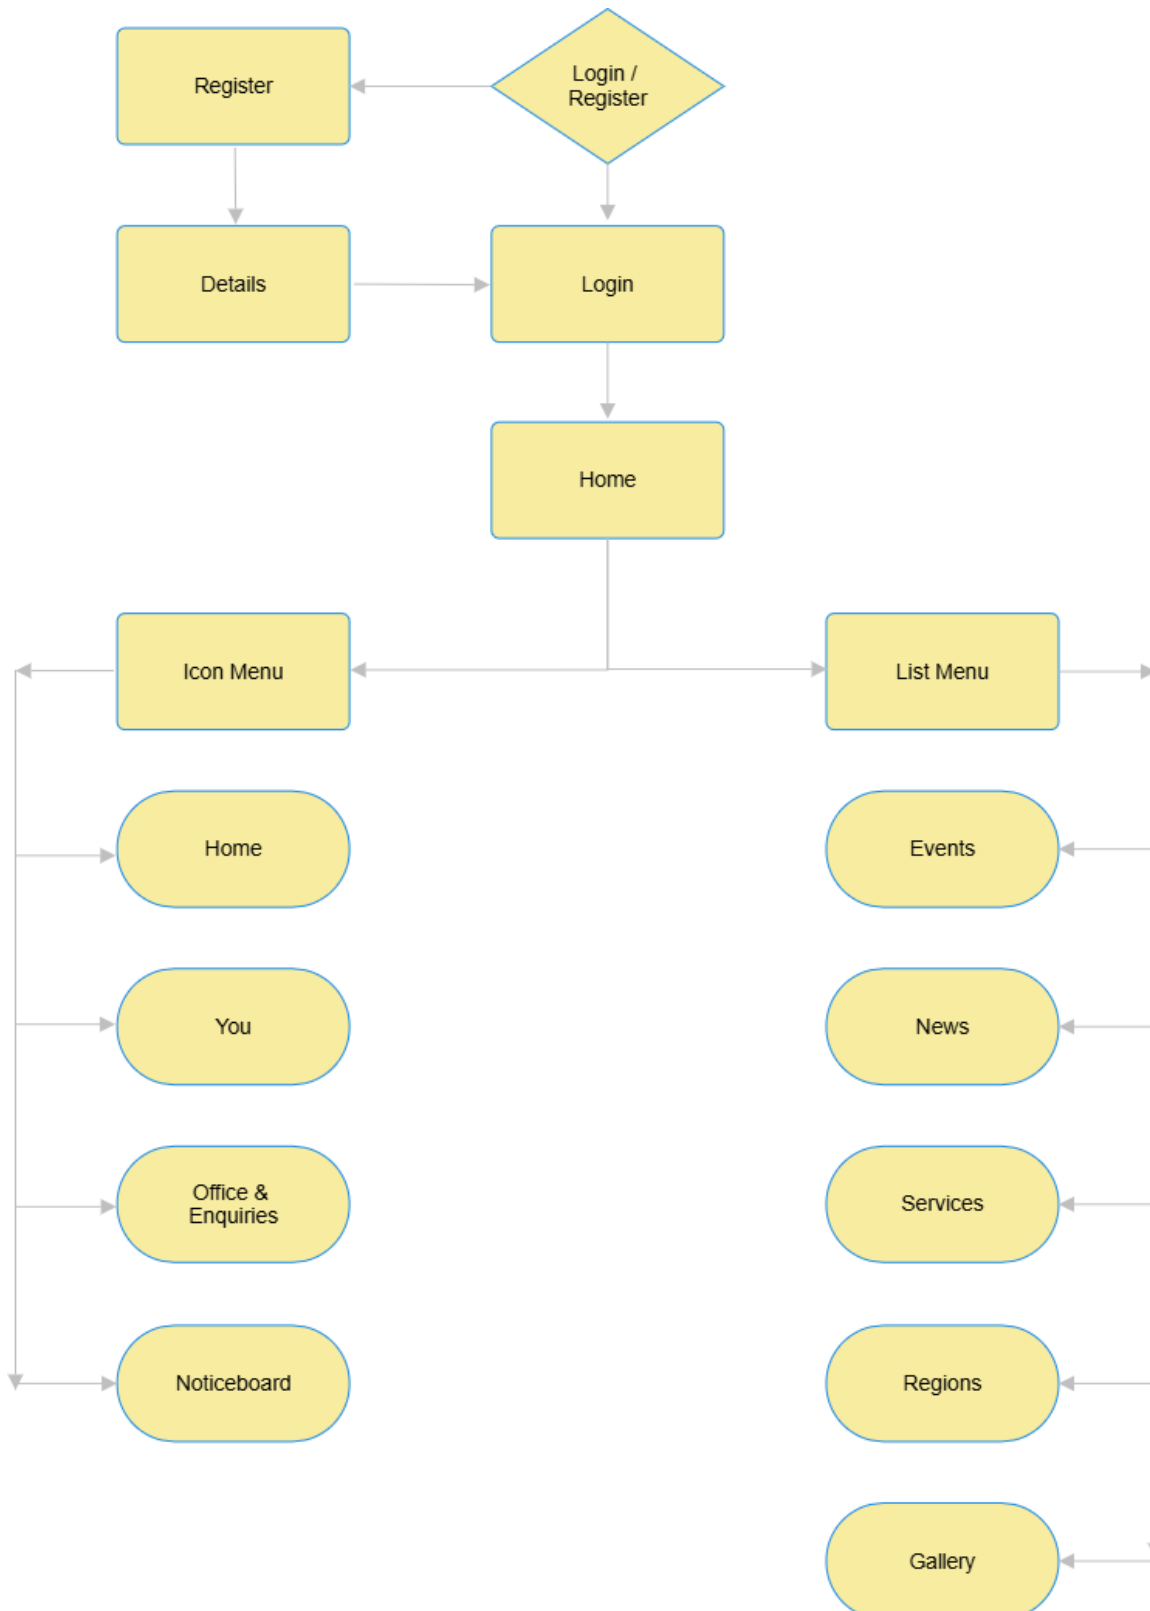 Register
Login /
Register
Details
Login
Home
Icon Menu
List Menu
Home
Events
You
News
Office &
Enquiries
Services
Noticeboard
Regions
Gallery